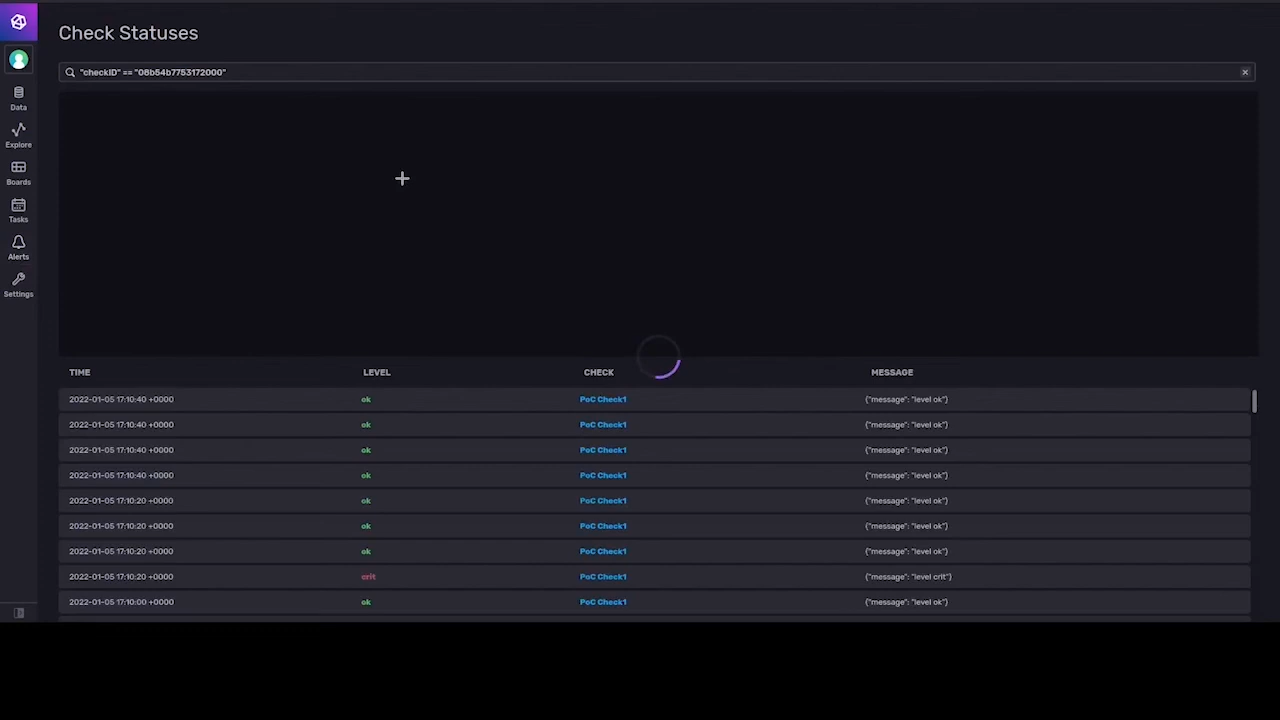 Check Statuses
"checkID" == "08b54b7753172000"
Data
Explore
Boards
Tasks
Alerts
Settings
TIME LEVEL CHECK MESSAGE
2022-01-05 17:10:40 +0000 ok PoC Check1 {"message": "level ok"}
2022-01-05 17:10:40 +0000 ok PoC Check1 {"message": "level ok"}
2022-01-05 17:10:40 +0000 ok PoC Check1 {"message": "level ok"}
2022-01-05 17:10:40 +0000 ok PoC Check1 {"message": "level ok"}
2022-01-05 17:10:20 +0000 ok PoC Check1 {"message": "level ok"}
2022-01-05 17:10:20 +0000 ok PoC Check1 {"message": "level ok"}
2022-01-05 17:10:20 +0000 ok PoC Check1 {"message": "level ok"}
2022-01-05 17:10:20 +0000 crit PoC Check1 {"message": "level crit"}
2022-01-05 17:10:00 +0000 ok PoC Check1 {"message": "level ok"}